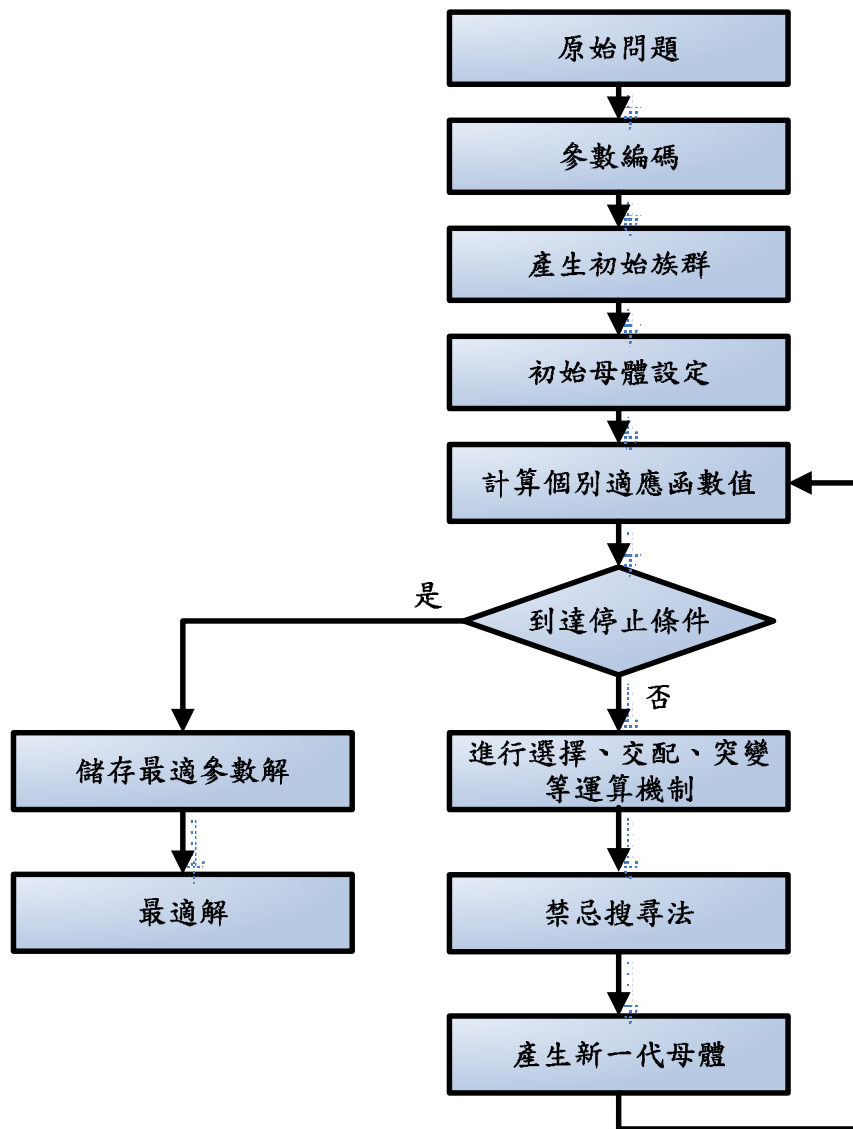 原始問題
參數編碼
產生初始族群
初始母體設定
計算個別適應函數值
是
到達停止條件
否
儲存最適參數解
進行選擇、交配、突變
等運算機制
最適解
禁忌搜尋法
產生新一代母體